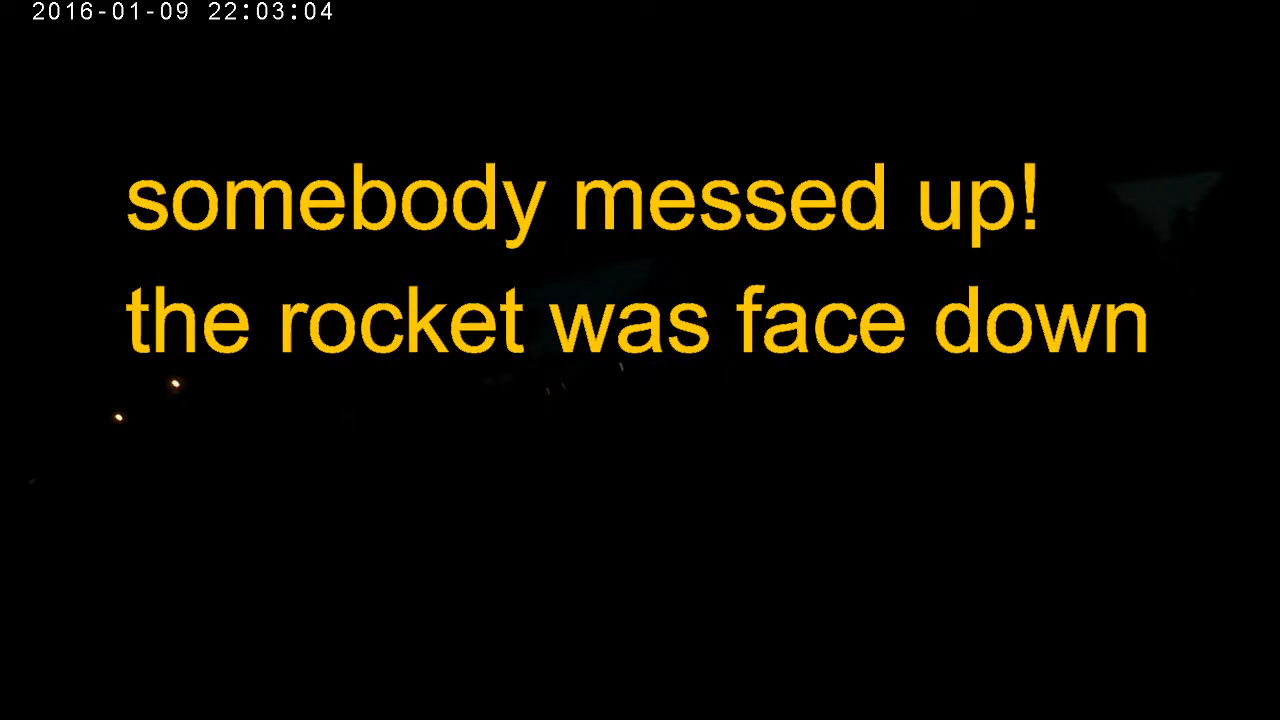 2016-01-09 22:03:04
somebody messed up!
the rocket was face down